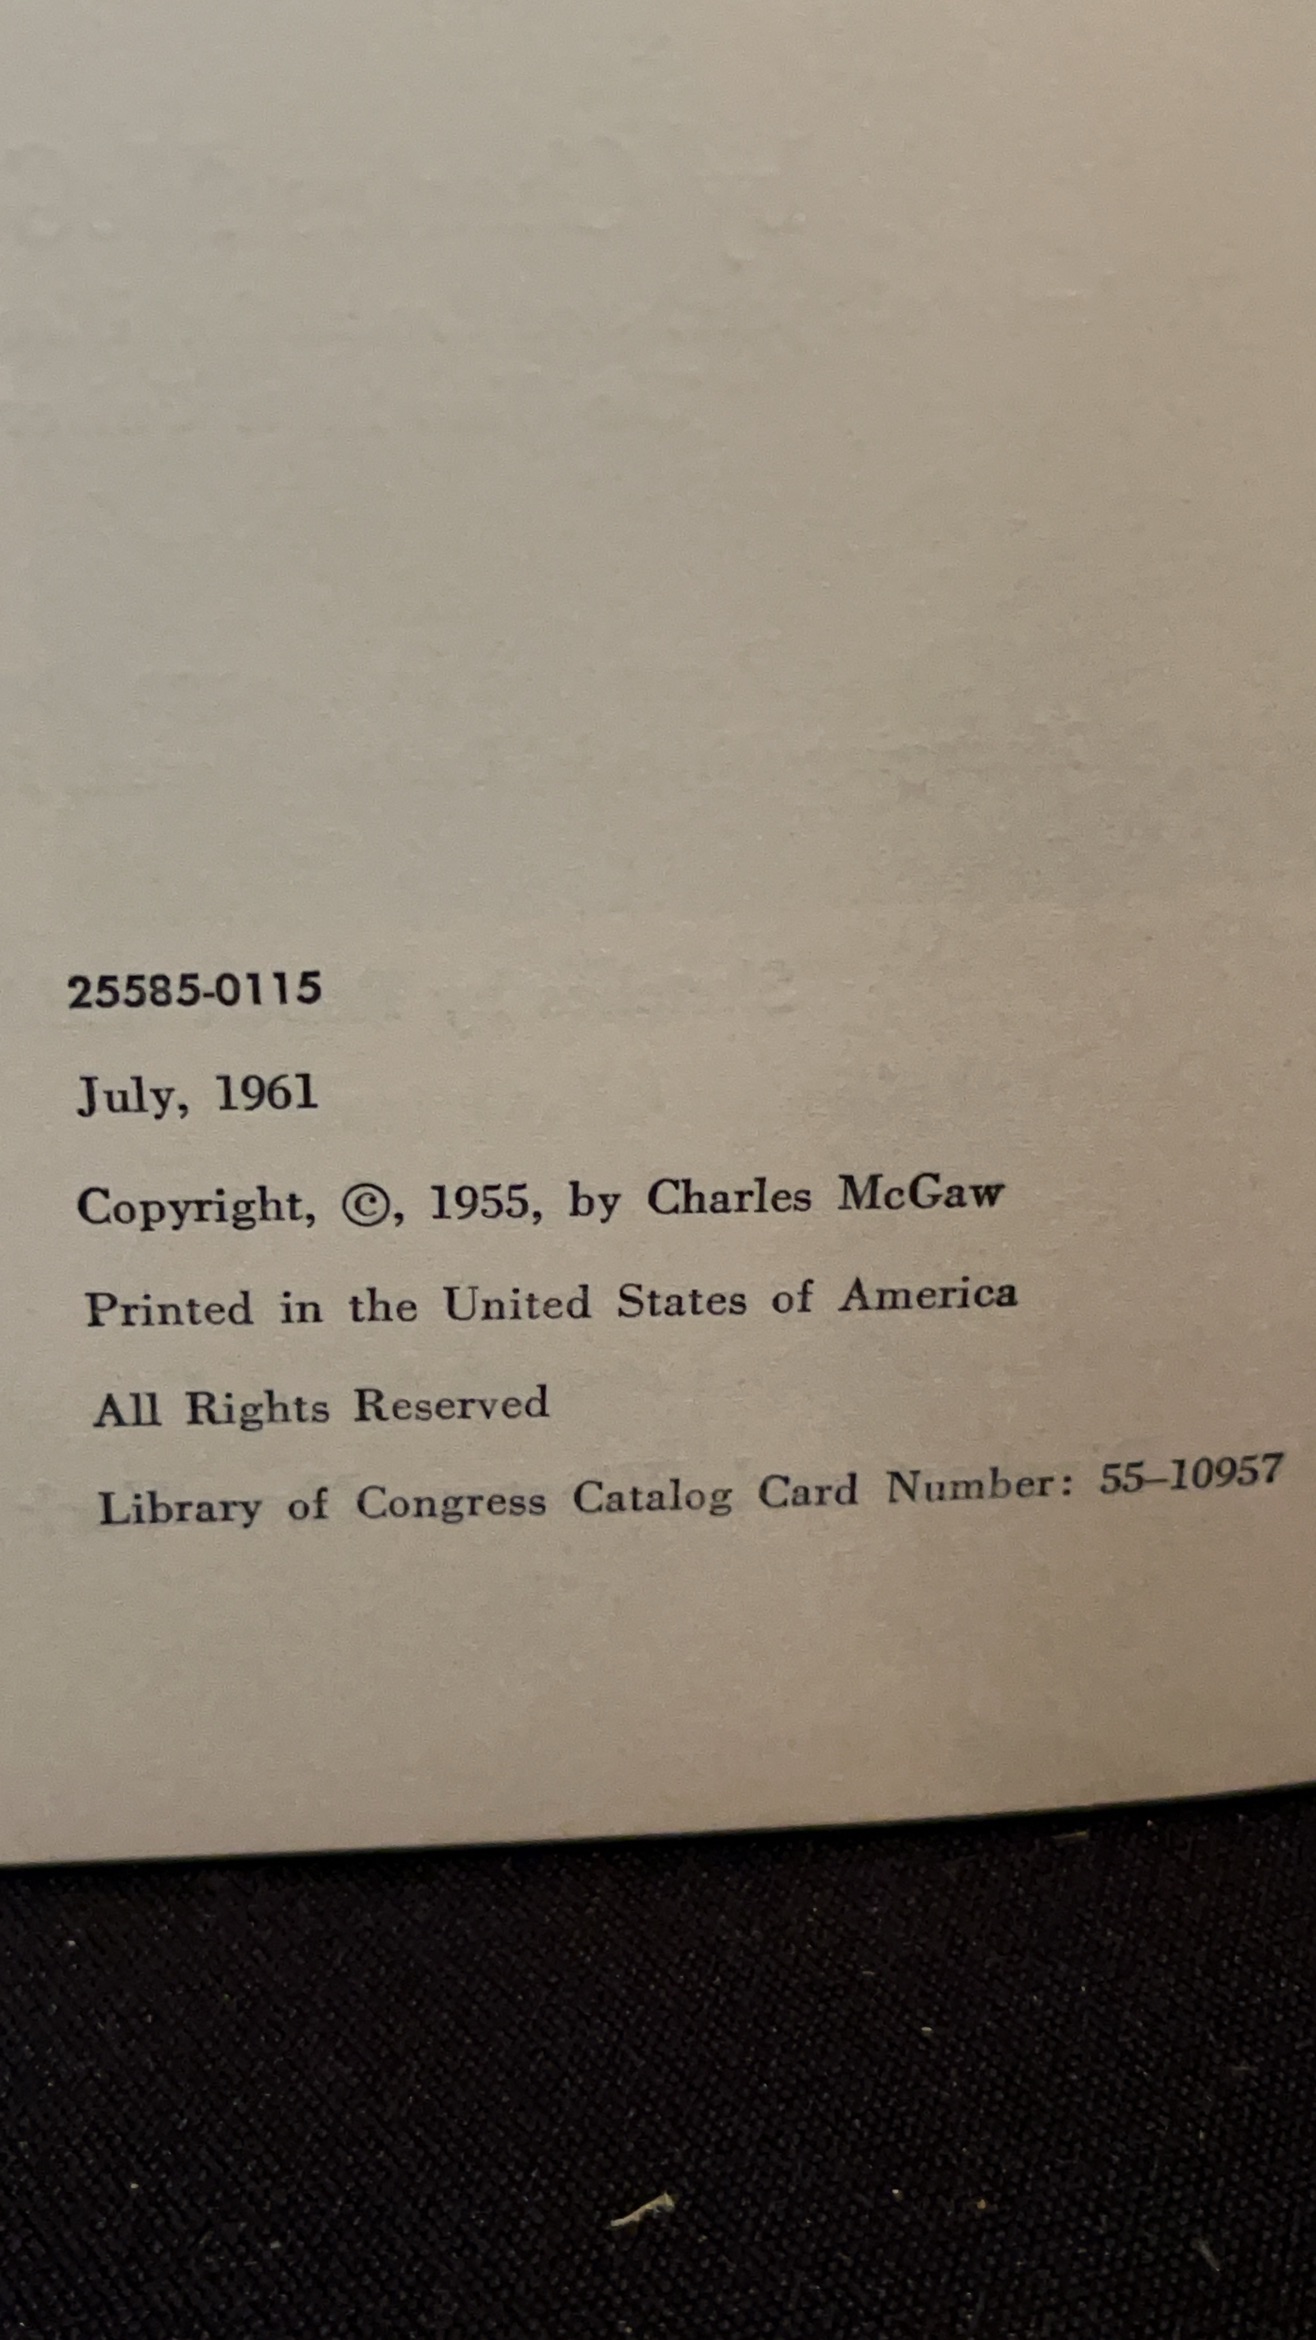 25585-0115
July, 1961
Copyright, ©, 1955, by Charles McGaw
Printed in the United States of America
All Rights Reserved
Library of Congress Catalog Card Number: 55–10957